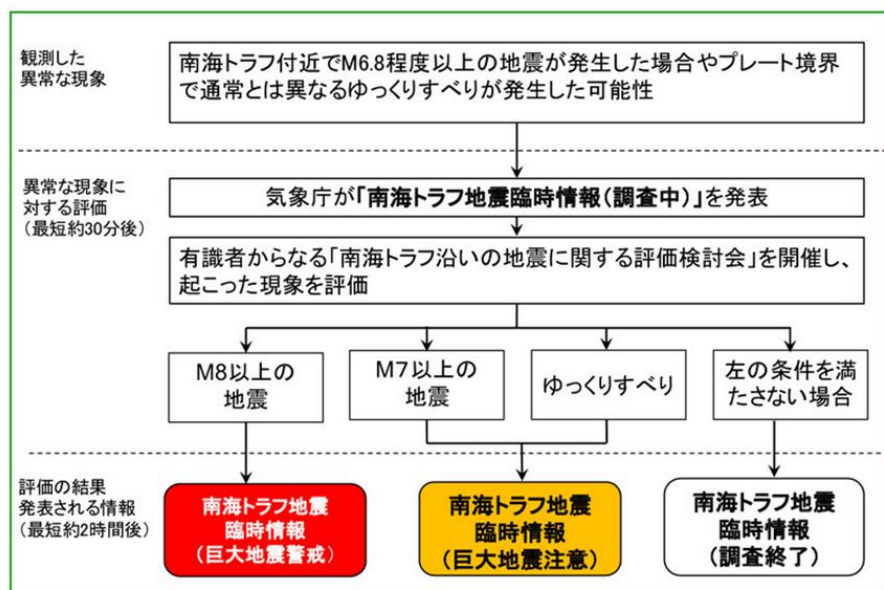 観測した
異常な現象
南海トラフ付近でM6.8程度以上の地震が発生した場合やプレート境界
で通常とは異なるゆっくりすべりが発生した可能性
異常な現象に
対する評価
(最短約30分後)
気象庁が「南海トラフ地震臨時情報(調査中)」を発表
有識者からなる「南海トラフ沿いの地震に関する評価検討会」を開催し、
起こった現象を評価
M8以上の
地震
M7以上の
地震
ゆっくりすべり
左の条件を満
たさない場合
評価の結果
発表される情報
(最短約2時間後)
南海トラフ地震
臨時情報
(巨大地震警戒)
南海トラフ地震
臨時情報
(巨大地震注意)
南海トラフ地震
臨時情報
(調査終了)